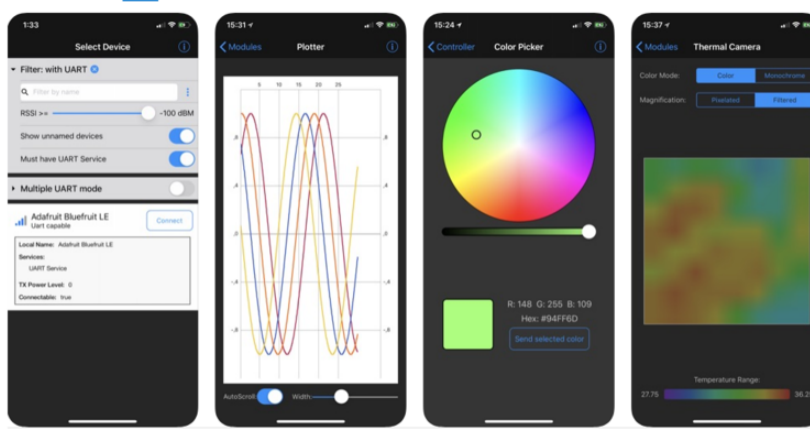 1:33
Select Device
Filter: with UART
Filter by name
RSSI >=
-100 dBM
Show unnamed devices
Must have UART Service
Multiple UART mode
Adafruit Bluefruit LE
Uart capable
Connect
Local Name: Adafruit Bluefruit LE
Services:
UART Service
TX Power Level: 0
Connectable: true
15:31
Modules
Plotter
5 10 15 20 25
AutoScroll:
Width:
15:24
Controller
Color Picker
R: 148 G: 255 B: 109
Hex: #94FF6D
Send selected color
15:37
Modules
Thermal Camera
Color Mode:
Color
Monochrome
Magnification:
Pixelated
Filtered
Temperature Range:
27.75
36.2